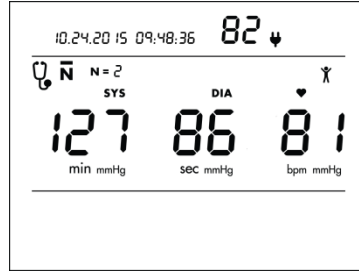 10.24.2015 09:48:36 82
N̅ N = 2
SYS DIA
127 86 81
min mmHg sec mmHg bpm mmHg